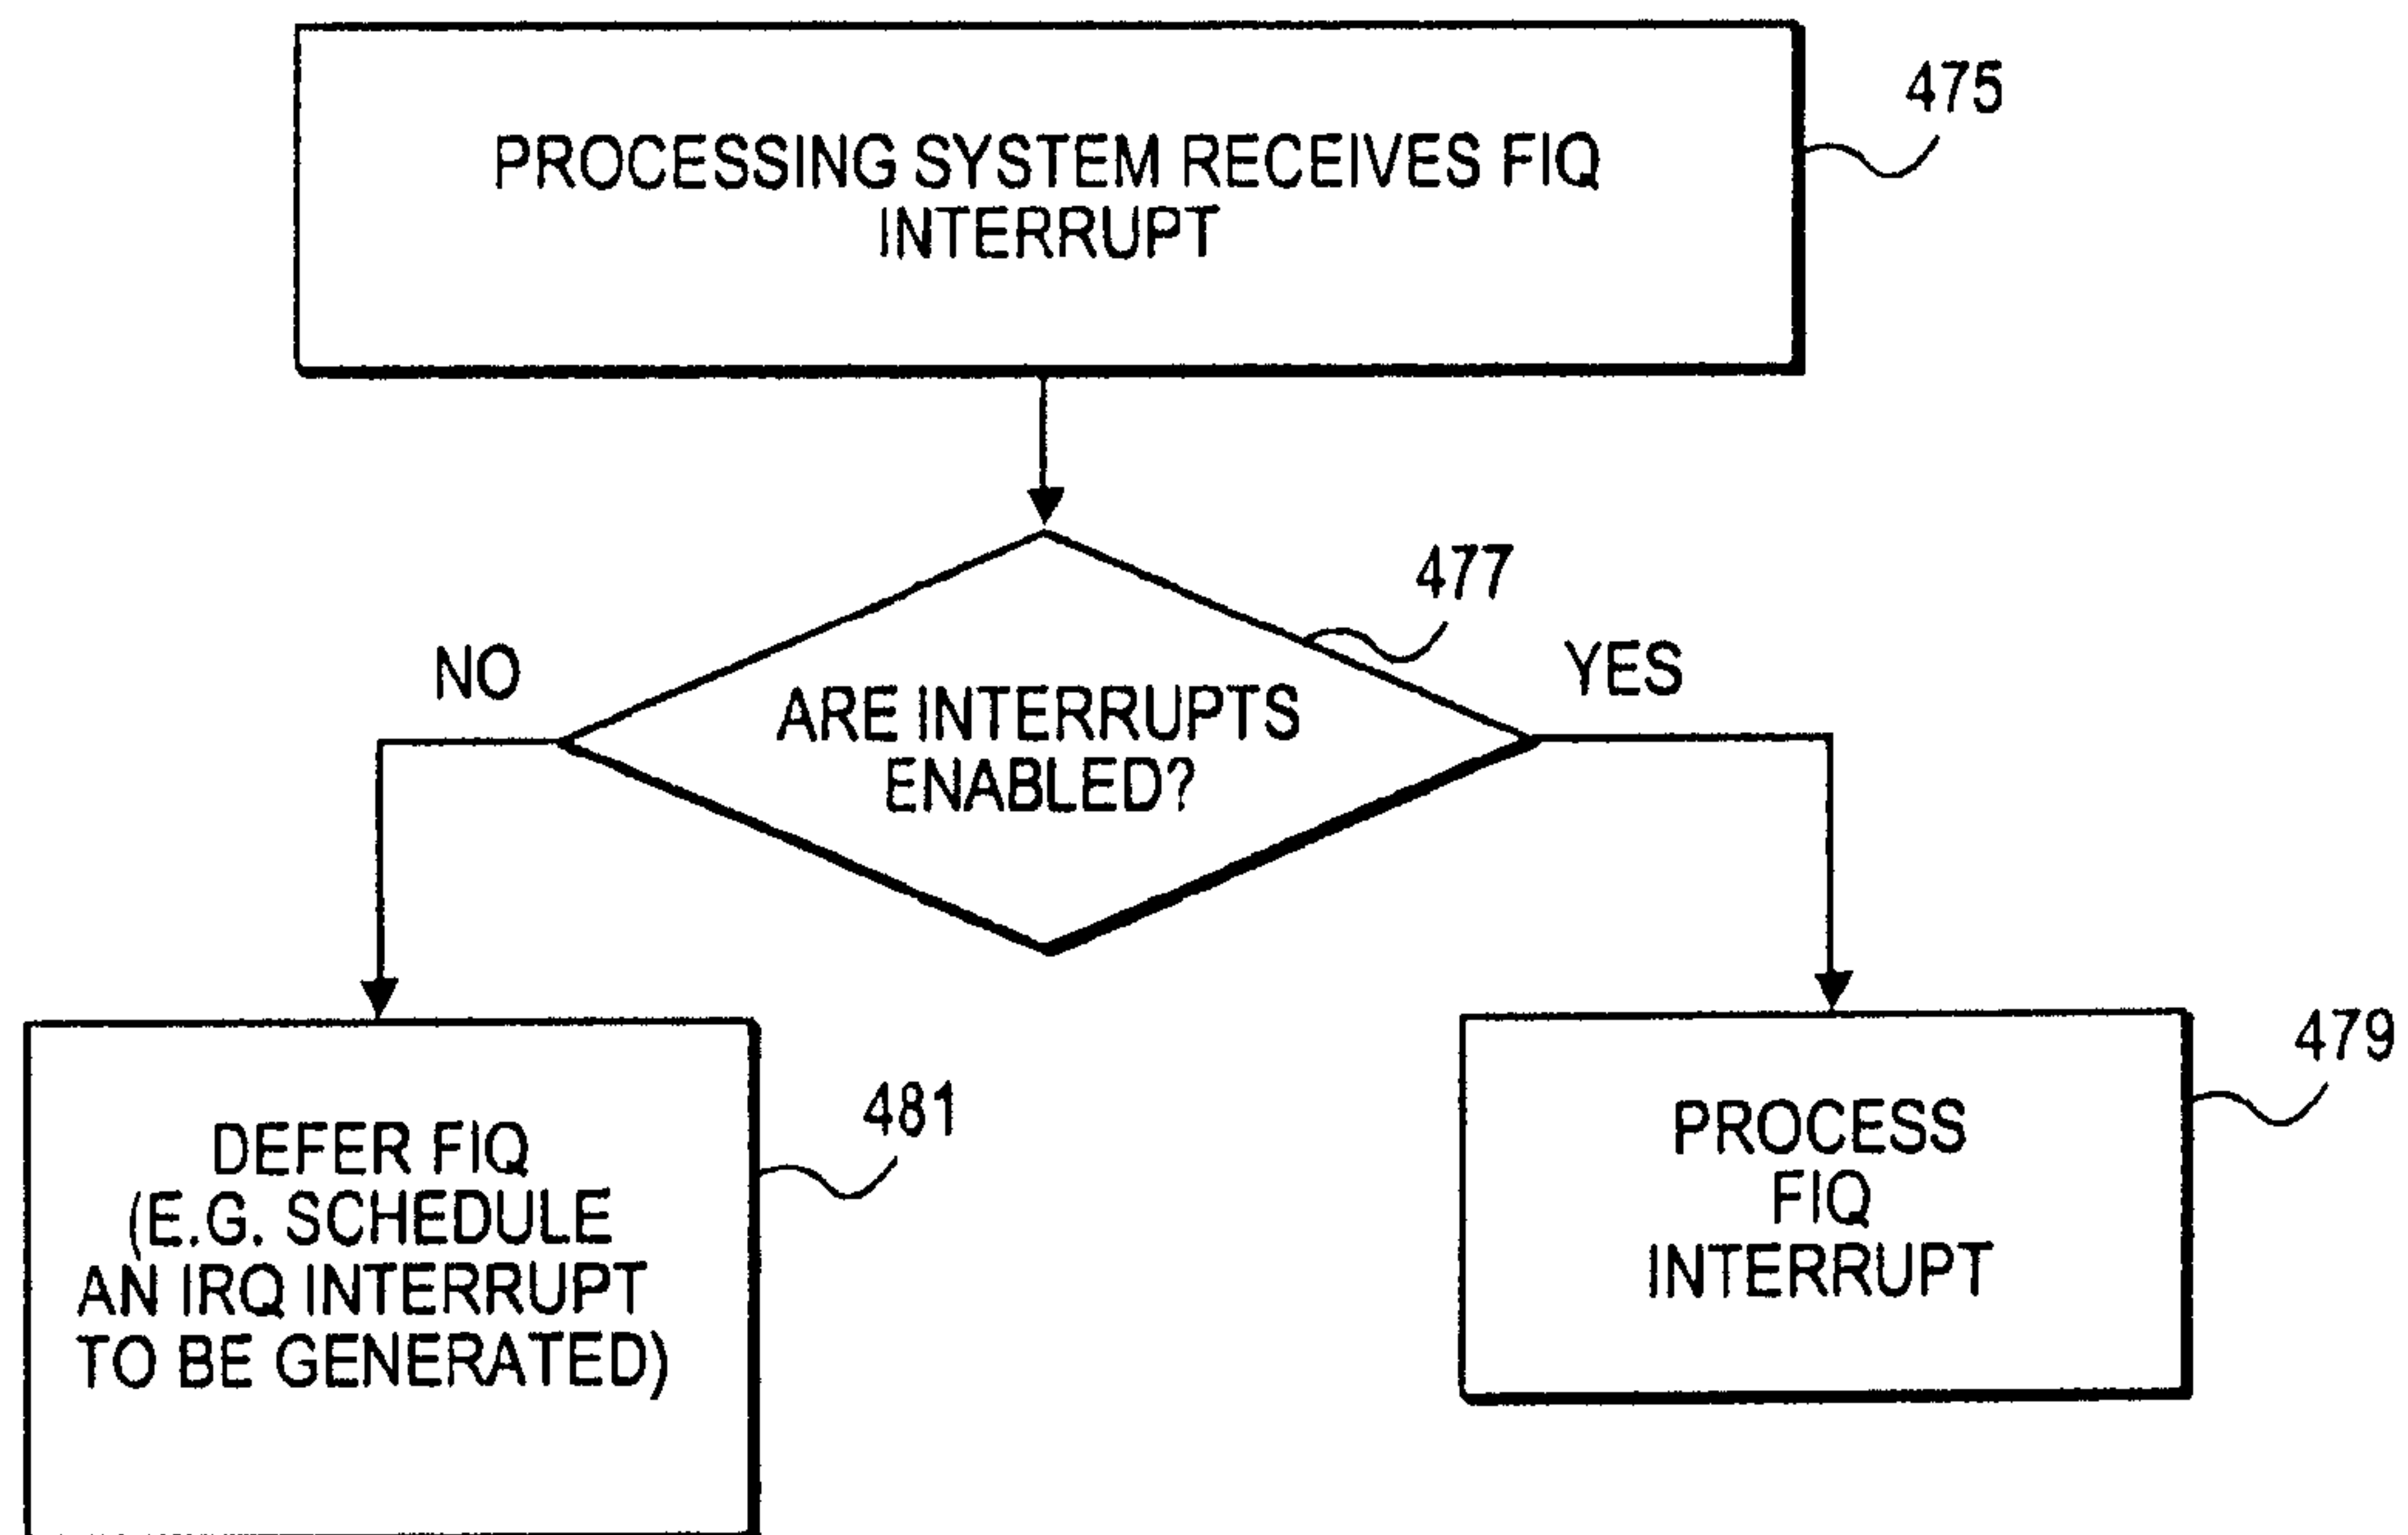 PROCESSING SYSTEM RECEIVES FIQ
INTERRUPT
475
477
NO
YES
ARE INTERRUPTS
ENABLED?
479
481
DEFER FIQ
(E.G. SCHEDULE
AN IRQ INTERRUPT
TO BE GENERATED)
PROCESS
FIQ
INTERRUPT